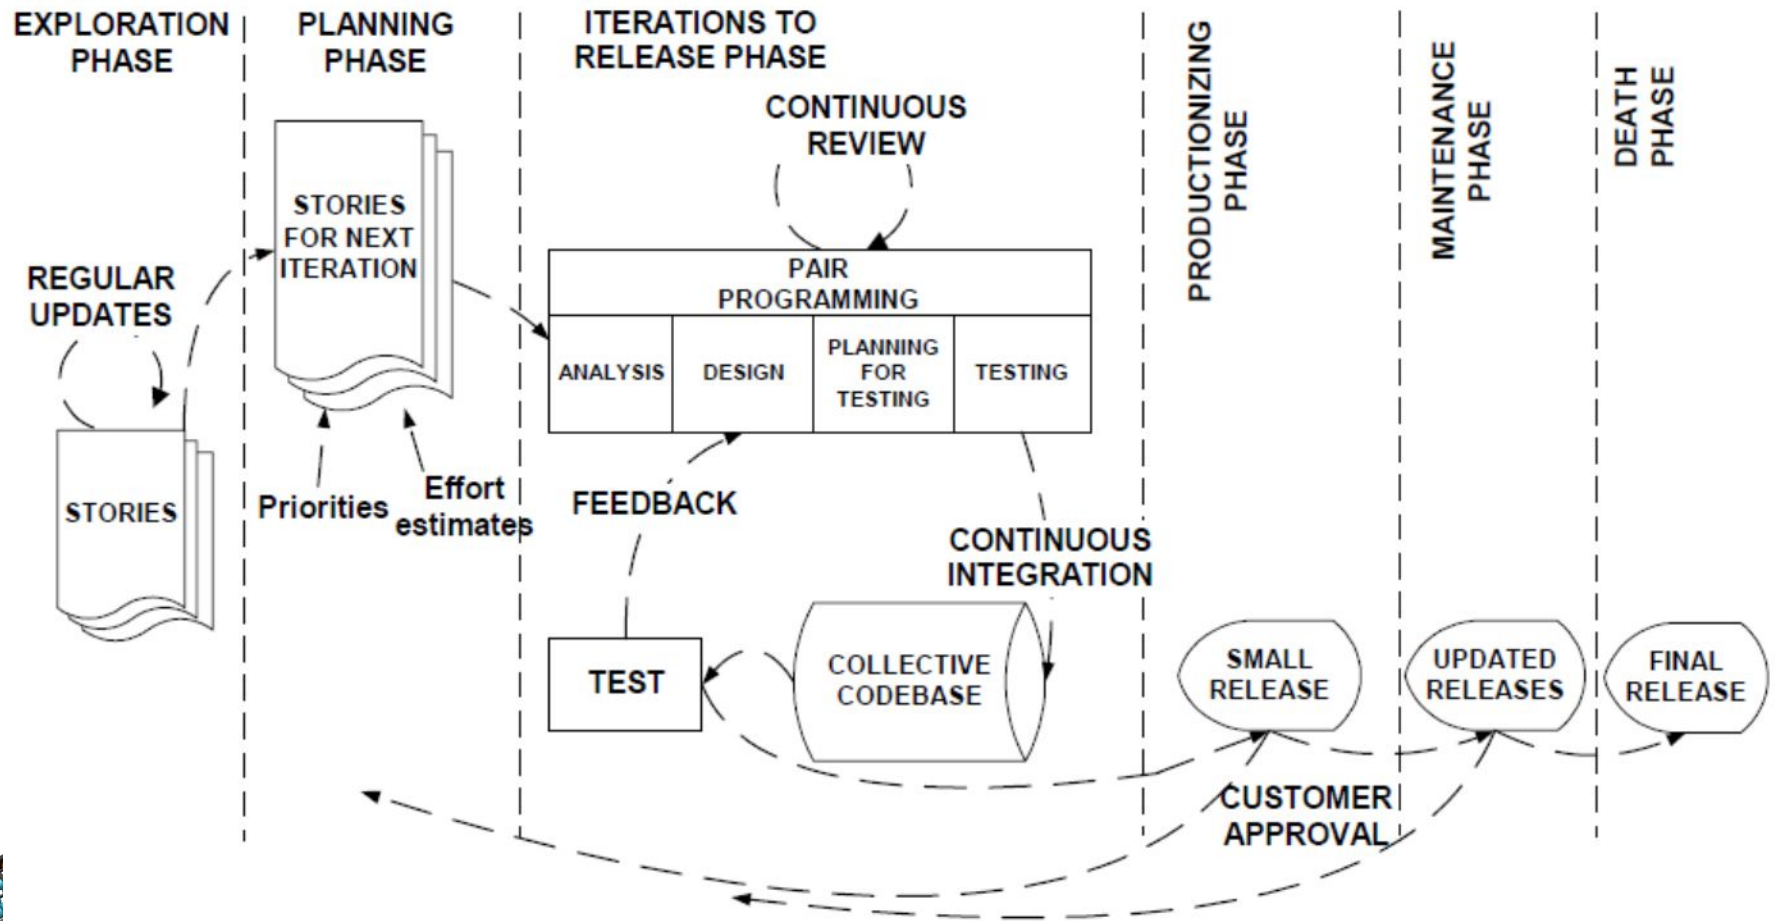 EXPLORATION
PHASE
PLANNING
PHASE
ITERATIONS TO
RELEASE PHASE
PRODUCTIONIZING
PHASE
MAINTENANCE
PHASE
DEATH
PHASE
CONTINUOUS
REVIEW
STORIES
FOR NEXT
ITERATION
REGULAR
UPDATES
PAIR
PROGRAMMING
ANALYSIS
DESIGN
PLANNING
FOR
TESTING
TESTING
STORIES
Priorities
Effort
estimates
FEEDBACK
CONTINUOUS
INTEGRATION
TEST
COLLECTIVE
CODEBASE
SMALL
RELEASE
UPDATED
RELEASES
FINAL
RELEASE
CUSTOMER
APPROVAL